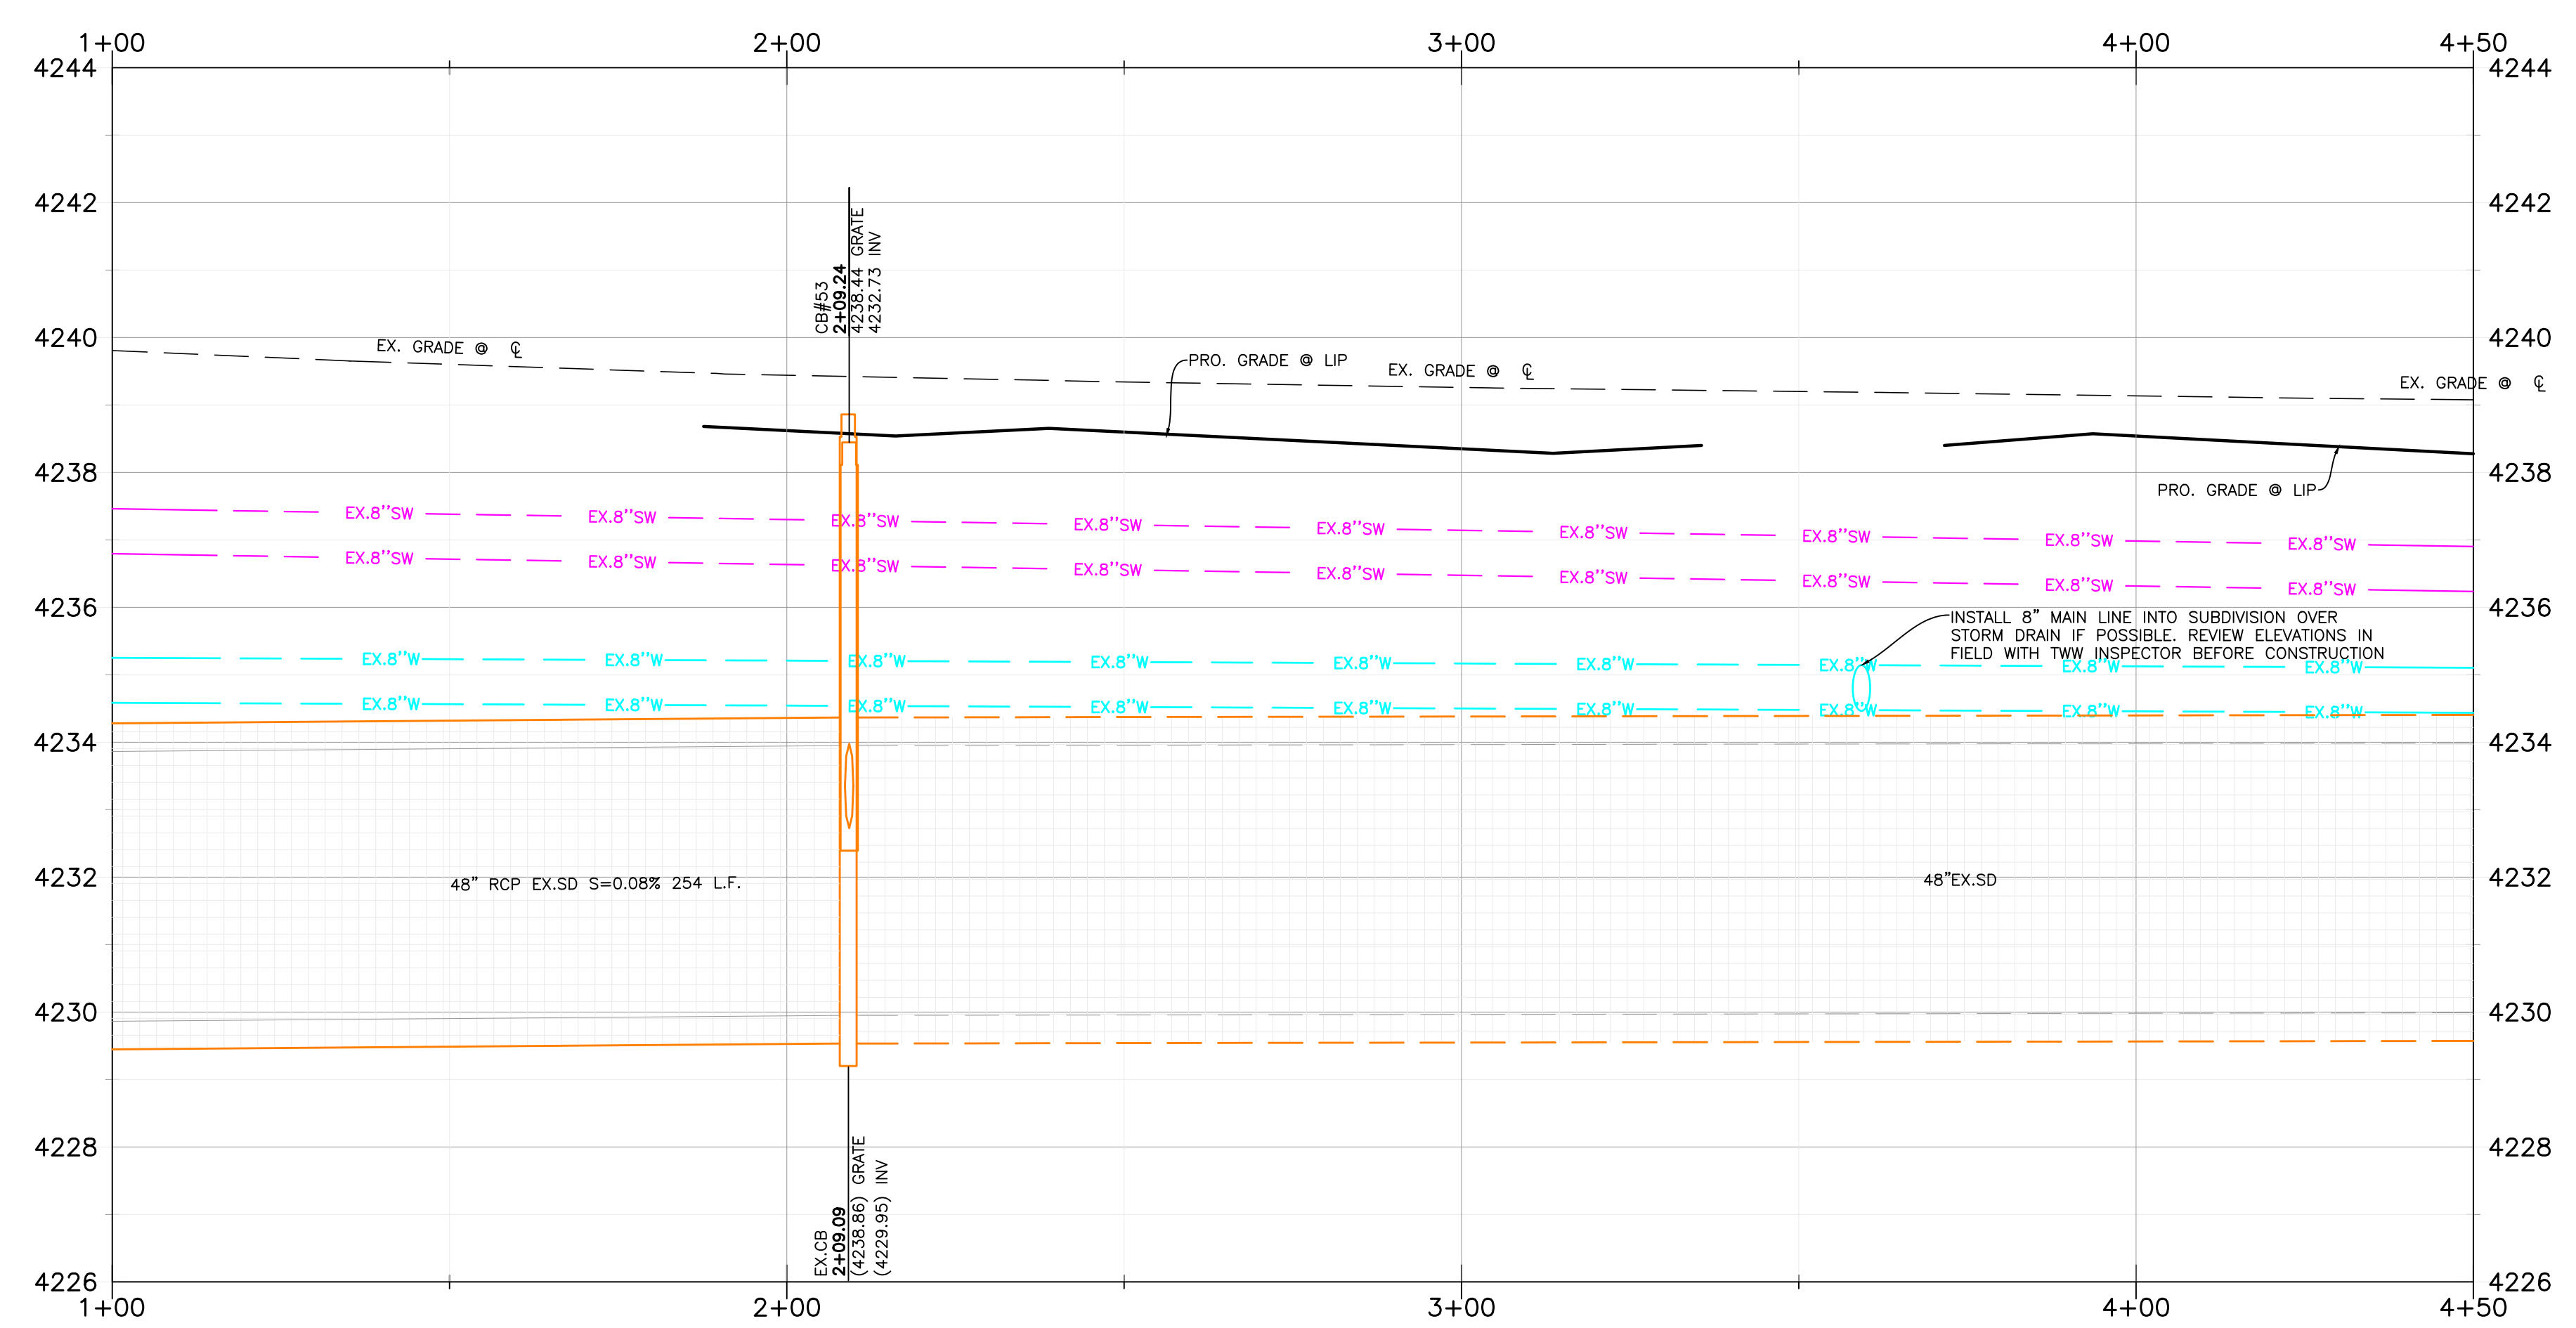 1+00 2+00 3+00 4+00 4+50
4244 4244
4242 4242
CB#53
2+09.24
4238.44 GRATE
4232.73 INV
4240 4240
EX. GRADE @ ℄
PRO. GRADE @ LIP
EX. GRADE @ ℄
EX. GRADE @ ℄
4238 4238
PRO. GRADE @ LIP
EX.8''SW EX.8''SW EX.8''SW EX.8''SW EX.8''SW EX.8''SW EX.8''SW EX.8''SW EX.8''SW
EX.8''SW EX.8''SW EX.8''SW EX.8''SW EX.8''SW EX.8''SW EX.8''SW EX.8''SW EX.8''SW
4236 4236
INSTALL 8" MAIN LINE INTO SUBDIVISION OVER
STORM DRAIN IF POSSIBLE. REVIEW ELEVATIONS IN
FIELD WITH TWW INSPECTOR BEFORE CONSTRUCTION
EX.8''W EX.8''W EX.8''W EX.8''W EX.8''W EX.8''W EX.8''W EX.8''W EX.8''W
EX.8''W EX.8''W EX.8''W EX.8''W EX.8''W EX.8''W EX.8''W EX.8''W EX.8''W
4234 4234
4232 4232
48" RCP EX.SD S=0.08% 254 L.F.
48"EX.SD
4230 4230
4228 4228
EX.CB
2+09.09
(4238.86) GRATE
(4229.95) INV
4226 4226
1+00 2+00 3+00 4+00 4+50